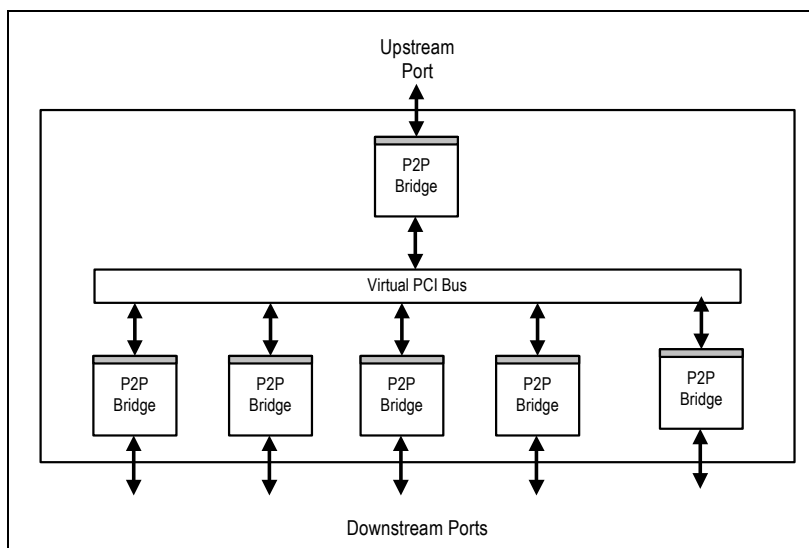 Upstream
Port
P2P
Bridge
Virtual PCI Bus
P2P
Bridge
P2P
Bridge
P2P
Bridge
P2P
Bridge
P2P
Bridge
Downstream Ports